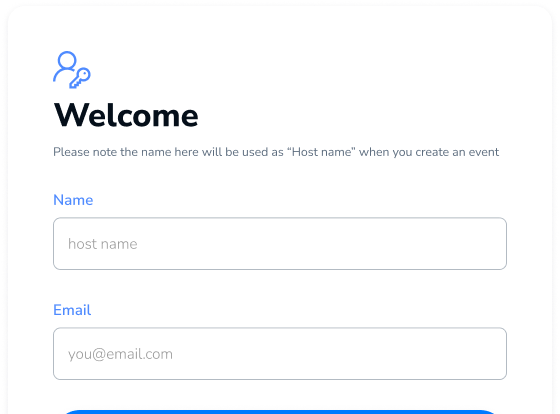 Welcome
Please note the name here will be used as “Host name” when you create an event
Name
host name
Email
you@email.com